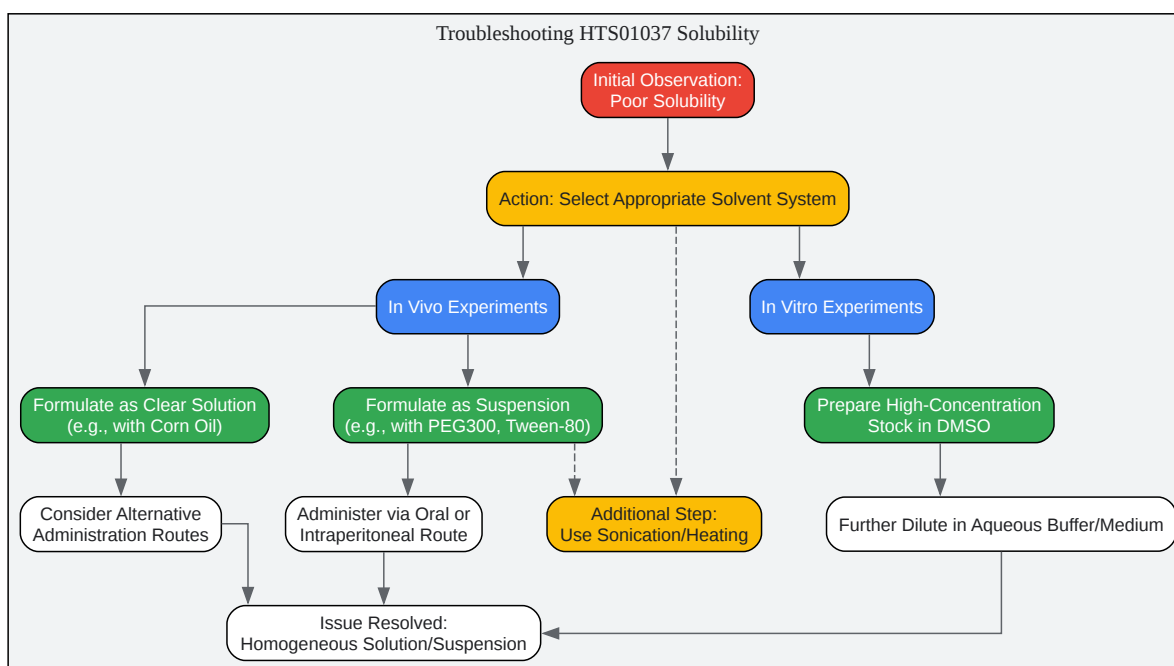 Troubleshooting HTS01037 Solubility
Initial Observation:
Poor Solubility
Action: Select Appropriate Solvent System
In Vivo Experiments
In Vitro Experiments
Formulate as Clear Solution
(e.g., with Corn Oil)
Formulate as Suspension
(e.g., with PEG300, Tween-80)
Prepare High-Concentration
Stock in DMSO
Consider Alternative
Administration Routes
Administer via Oral or
Intraperitoneal Route
Additional Step:
Use Sonication/Heating
Further Dilute in Aqueous Buffer/Medium
Issue Resolved:
Homogeneous Solution/Suspension